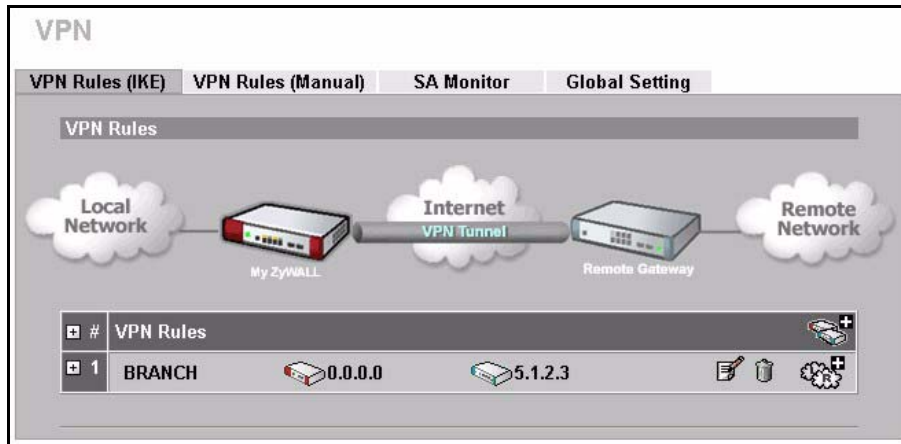 VPN
VPN Rules (IKE) VPN Rules (Manual) SA Monitor Global Setting
VPN Rules
Local Network
My ZyWALL
Internet
VPN Tunnel
Remote Gateway
Remote Network
# VPN Rules
1 BRANCH 0.0.0.0 5.1.2.3
R